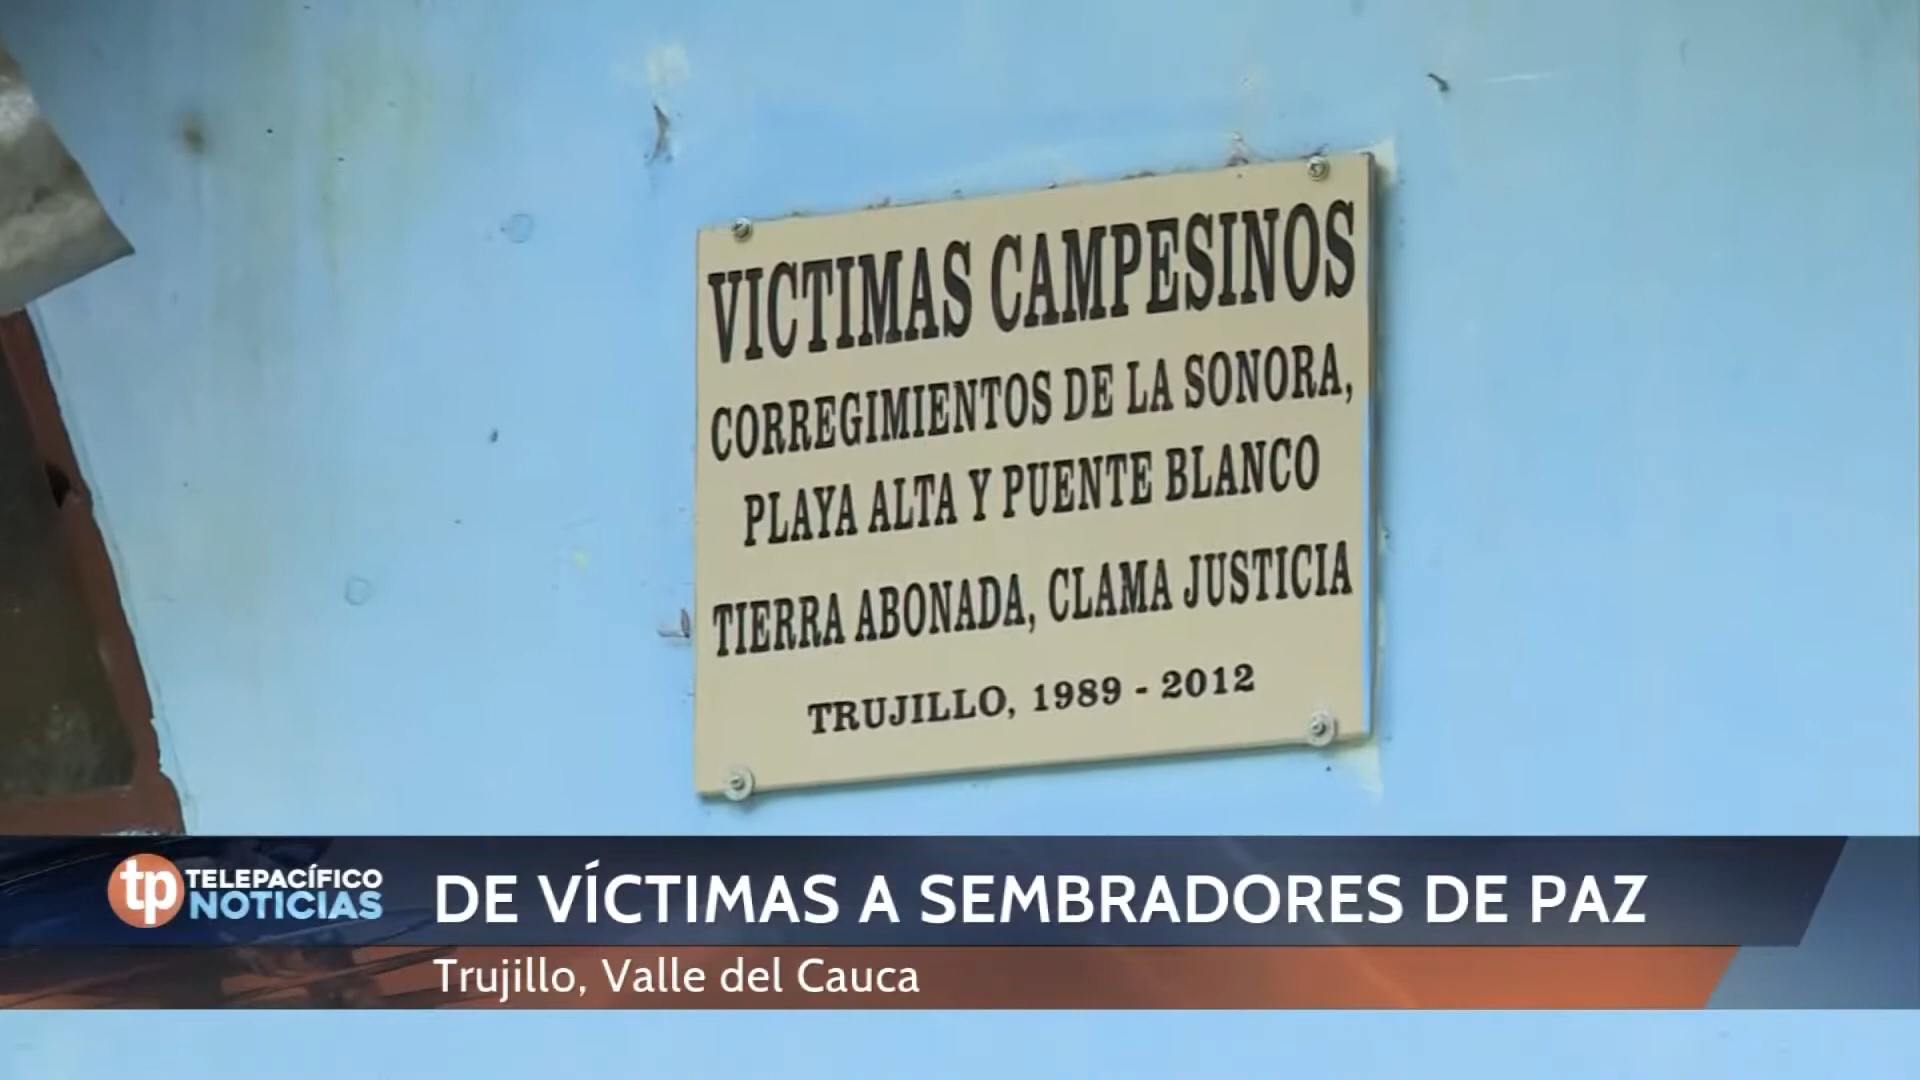 VICTIMAS CAMPESINOS
CORREGIMIENTOS DE LA SONORA,
PLAYA ALTA Y PUENTE BLANCO
TIERRA ABONADA, CLAMA JUSTICIA
TRUJILLO, 1989 - 2012
tp TELEPACÍFICO
NOTICIAS
DE VÍCTIMAS A SEMBRADORES DE PAZ
Trujillo, Valle del Cauca